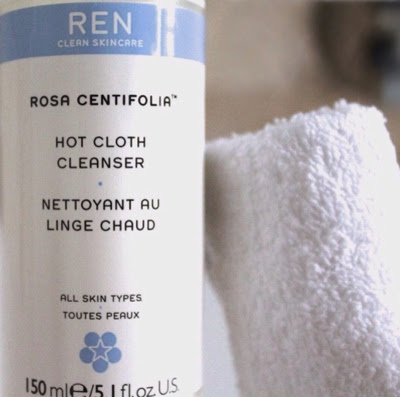 REN
CLEAN SKINCARE
ROSA CENTIFOLIA™
HOT CLOTH
CLEANSER
NETTOYANT AU
LINGE CHAUD
ALL SKIN TYPES
TOUTES PEAUX
150 ml℮/5.1 fl.oz.U.S.